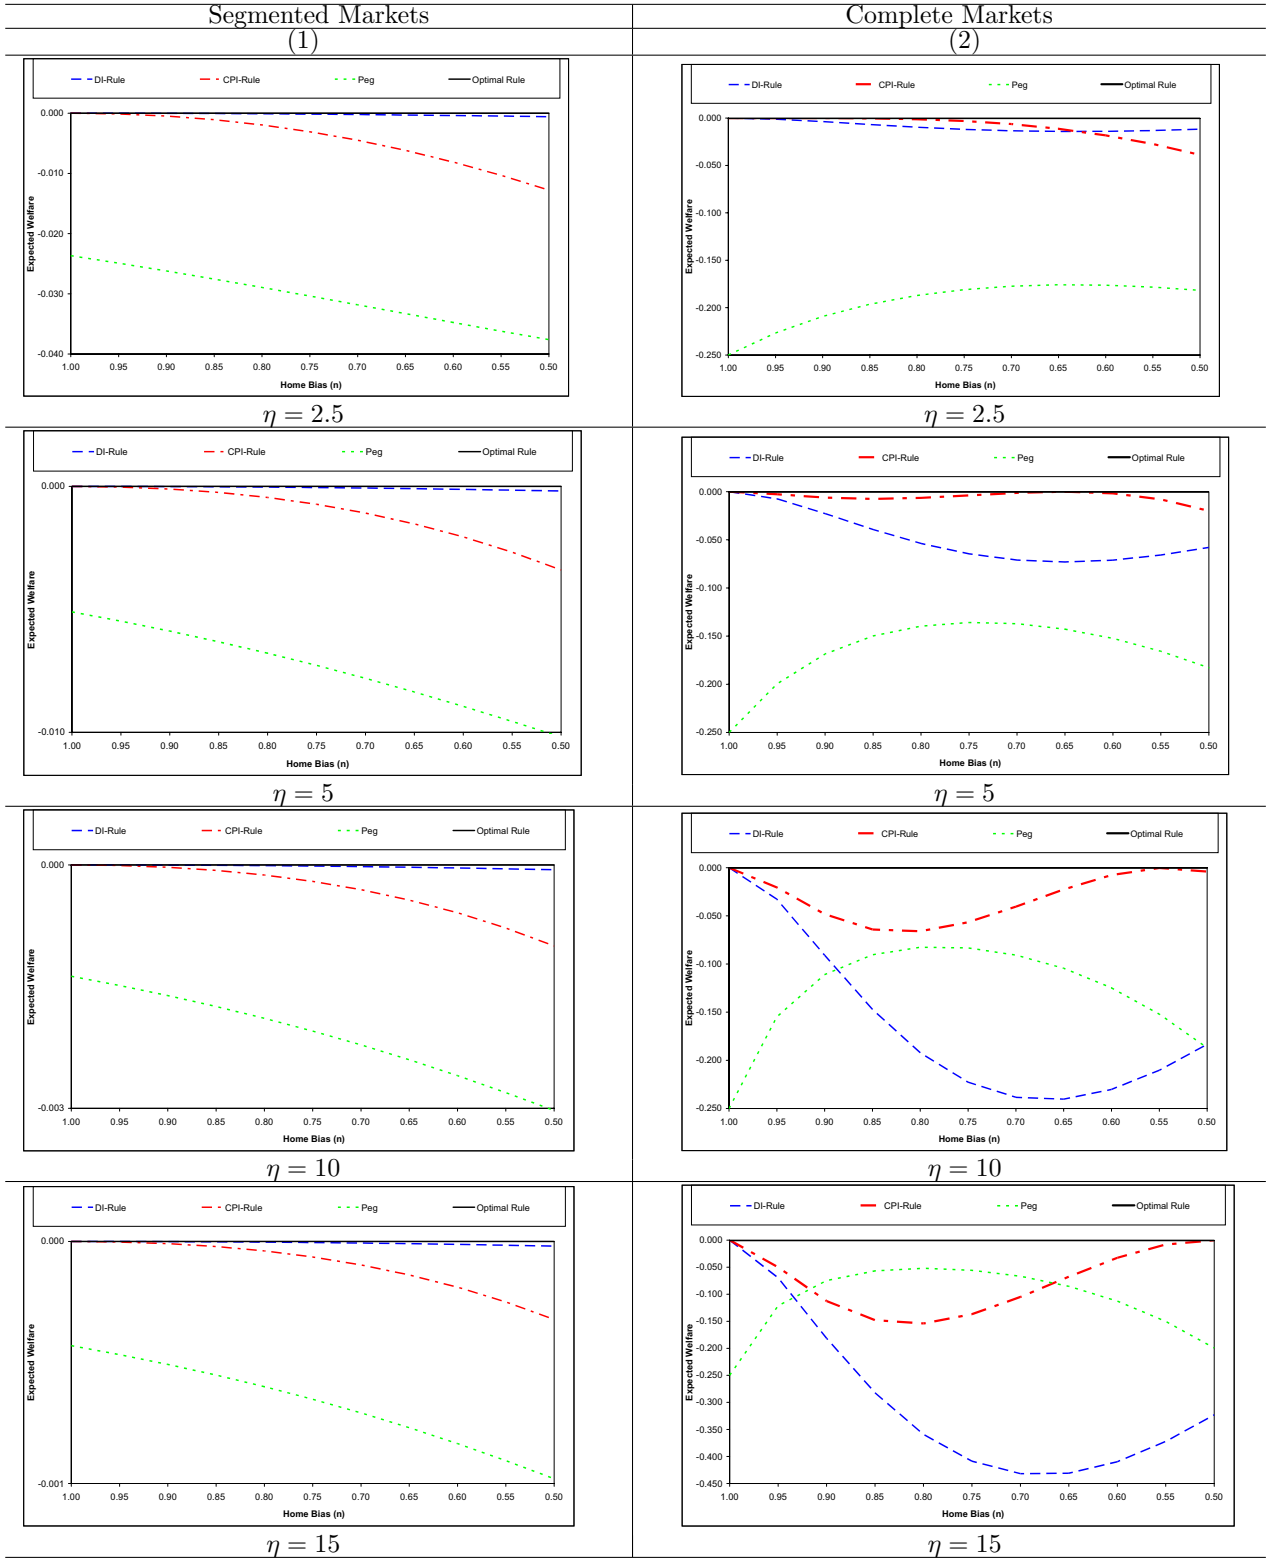 Segmented Markets
Complete Markets
(1)
(2)
DI-Rule CPI-Rule Peg Optimal Rule
Expected Welfare
0.000
-0.010
-0.020
-0.030
-0.040
1.00 0.95 0.90 0.85 0.80 0.75 0.70 0.65 0.60 0.55 0.50
Home Bias (n)
η = 2.5
DI-Rule CPI-Rule Peg Optimal Rule
Expected Welfare
0.000
-0.050
-0.100
-0.150
-0.200
-0.250
1.00 0.95 0.90 0.85 0.80 0.75 0.70 0.65 0.60 0.55 0.50
Home Bias (n)
η = 2.5
DI-Rule CPI-Rule Peg Optimal Rule
Expected Welfare
0.000
-0.010
1.00 0.95 0.90 0.85 0.80 0.75 0.70 0.65 0.60 0.55 0.50
Home Bias (n)
η = 5
DI-Rule CPI-Rule Peg Optimal Rule
Expected Welfare
0.000
-0.050
-0.100
-0.150
-0.200
-0.250
1.00 0.95 0.90 0.85 0.80 0.75 0.70 0.65 0.60 0.55 0.50
Home Bias (n)
η = 5
DI-Rule CPI-Rule Peg Optimal Rule
Expected Welfare
0.000
-0.003
1.00 0.95 0.90 0.85 0.80 0.75 0.70 0.65 0.60 0.55 0.50
Home Bias (n)
η = 10
DI-Rule CPI-Rule Peg Optimal Rule
Expected Welfare
0.000
-0.050
-0.100
-0.150
-0.200
-0.250
1.00 0.95 0.90 0.85 0.80 0.75 0.70 0.65 0.60 0.55 0.50
Home Bias (n)
η = 10
DI-Rule CPI-Rule Peg Optimal Rule
Expected Welfare
0.000
-0.001
1.00 0.95 0.90 0.85 0.80 0.75 0.70 0.65 0.60 0.55 0.50
Home Bias (n)
η = 15
DI-Rule CPI-Rule Peg Optimal Rule
Expected Welfare
0.000
-0.050
-0.100
-0.150
-0.200
-0.250
-0.300
-0.350
-0.400
-0.450
1.00 0.95 0.90 0.85 0.80 0.75 0.70 0.65 0.60 0.55 0.50
Home Bias (n)
η = 15